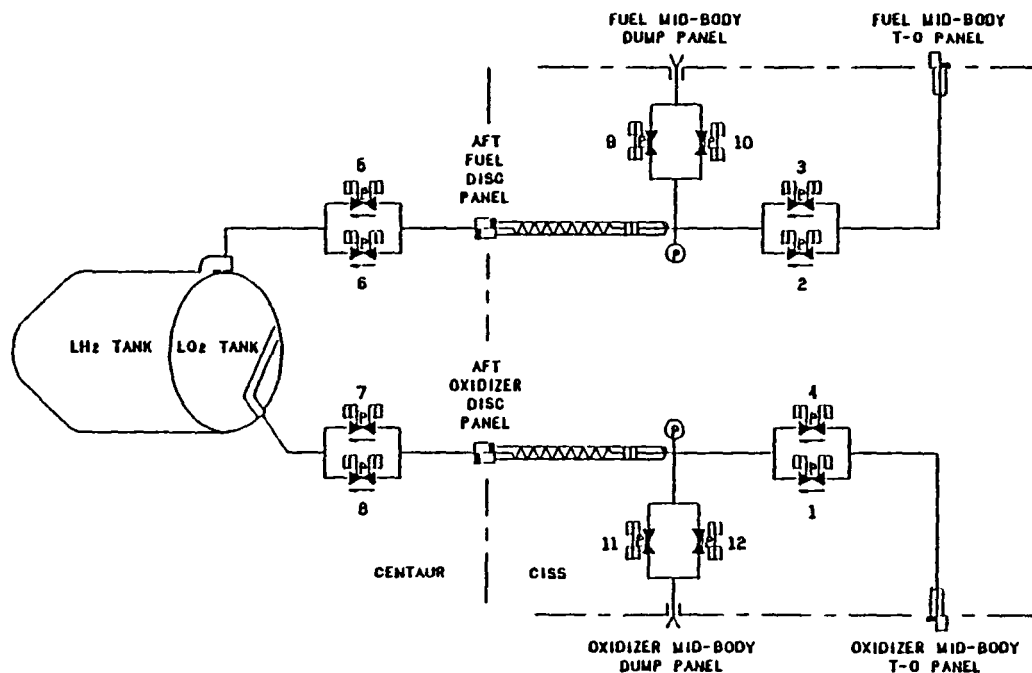 FUEL MID-BODY
DUMP PANEL
FUEL MID-BODY
T-O PANEL
9
10
AFT
FUEL
DISC
PANEL
5
6
3
2
P
LH2 TANK
LO2 TANK
AFT
OXIDIZER
DISC
PANEL
7
8
4
1
P
11
12
CENTAUR
CISS
OXIDIZER MID-BODY
DUMP PANEL
OXIDIZER MID-BODY
T-O PANEL